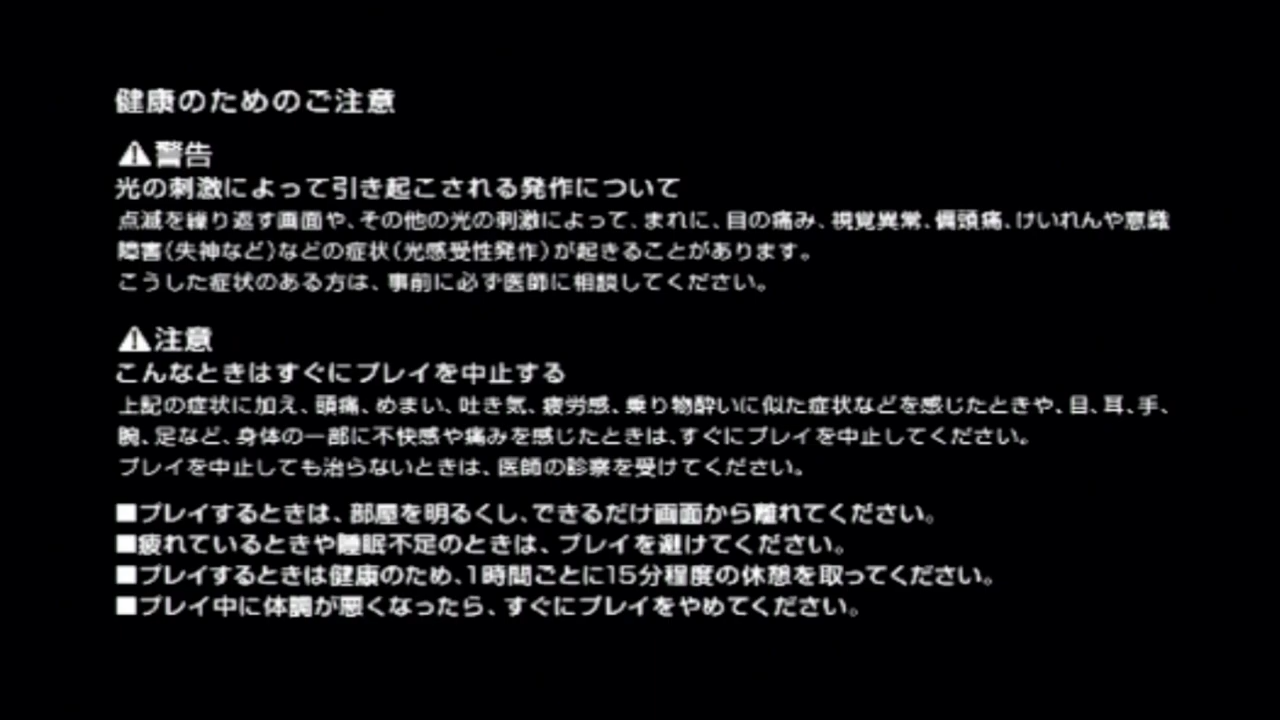 健康のためのご注意
警告
光の刺激によって引き起こされる発作について
点滅を繰り返す画面や、その他の光の刺激によって、まれに、目の痛み、視覚異常、偏頭痛、けいれんや意識
障害(失神など)などの症状(光感受性発作)が起きることがあります。
こうした症状のある方は、事前に必ず医師に相談してください。
注意
こんなときはすぐにプレイを中止する
上記の症状に加え、頭痛、めまい、吐き気、疲労感、乗り物酔いに似た症状などを感じたときや、目、耳、手、
腕、足など、身体の一部に不快感や痛みを感じたときは、すぐにプレイを中止してください。
プレイを中止しても治らないときは、医師の診察を受けてください。
■プレイするときは、部屋を明るくし、できるだけ画面から離れてください。
■疲れているときや睡眠不足のときは、プレイを避けてください。
■プレイするときは健康のため、1時間ごとに15分程度の休憩を取ってください。
■プレイ中に体調が悪くなったら、すぐにプレイをやめてください。